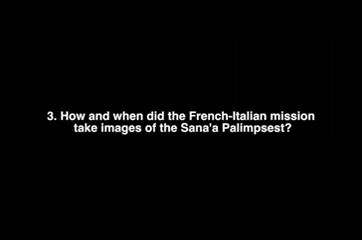 3. How and when did the French-Italian mission
take images of the Sana'a Palimpsest?